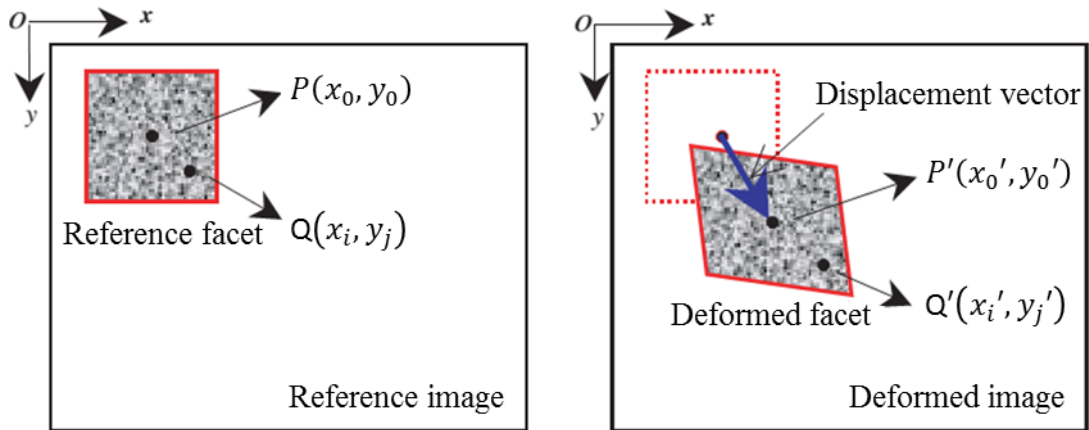 O x
y
P(x₀, y₀)
Q(xᵢ, yⱼ)
Reference facet
Reference image
O x
y
Displacement vector
P′(x₀′, y₀′)
Q′(xᵢ′, yⱼ′)
Deformed facet
Deformed image